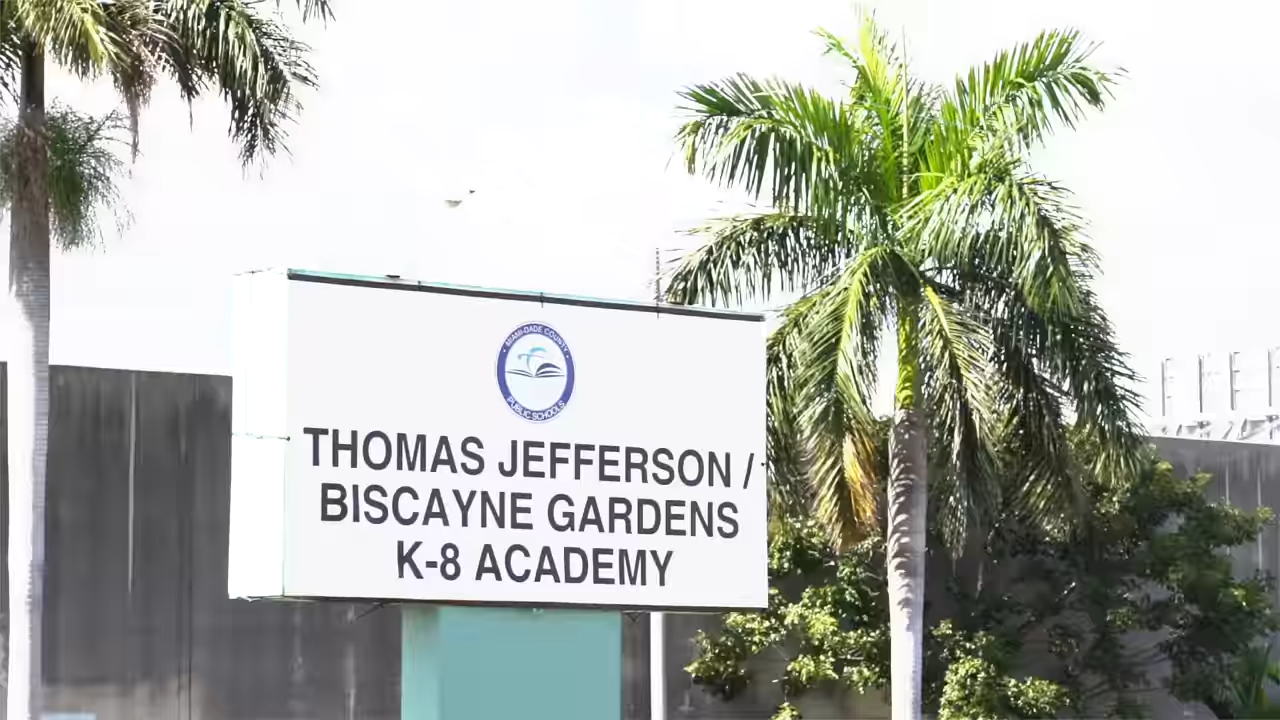 MIAMI-DADE COUNTY
PUBLIC SCHOOLS
THOMAS JEFFERSON /
BISCAYNE GARDENS
K-8 ACADEMY